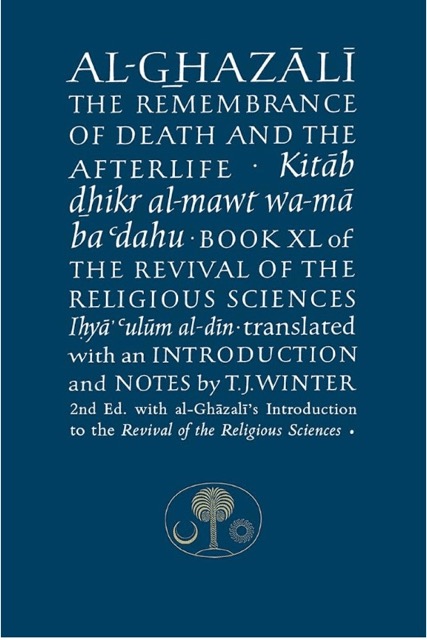 AL-GHAZĀLĪ
THE REMEMBRANCE
OF DEATH AND THE
AFTERLIFE · Kitāb
dhikr al-mawt wa-mā
baʿdahu · BOOK XL of
THE REVIVAL OF THE
RELIGIOUS SCIENCES
Iḥyāʾ ʿulūm al-dīn · translated
with an INTRODUCTION
and NOTES by T.J.WINTER
2nd Ed. with al-Ghāzalī's Introduction
to the Revival of the Religious Sciences •